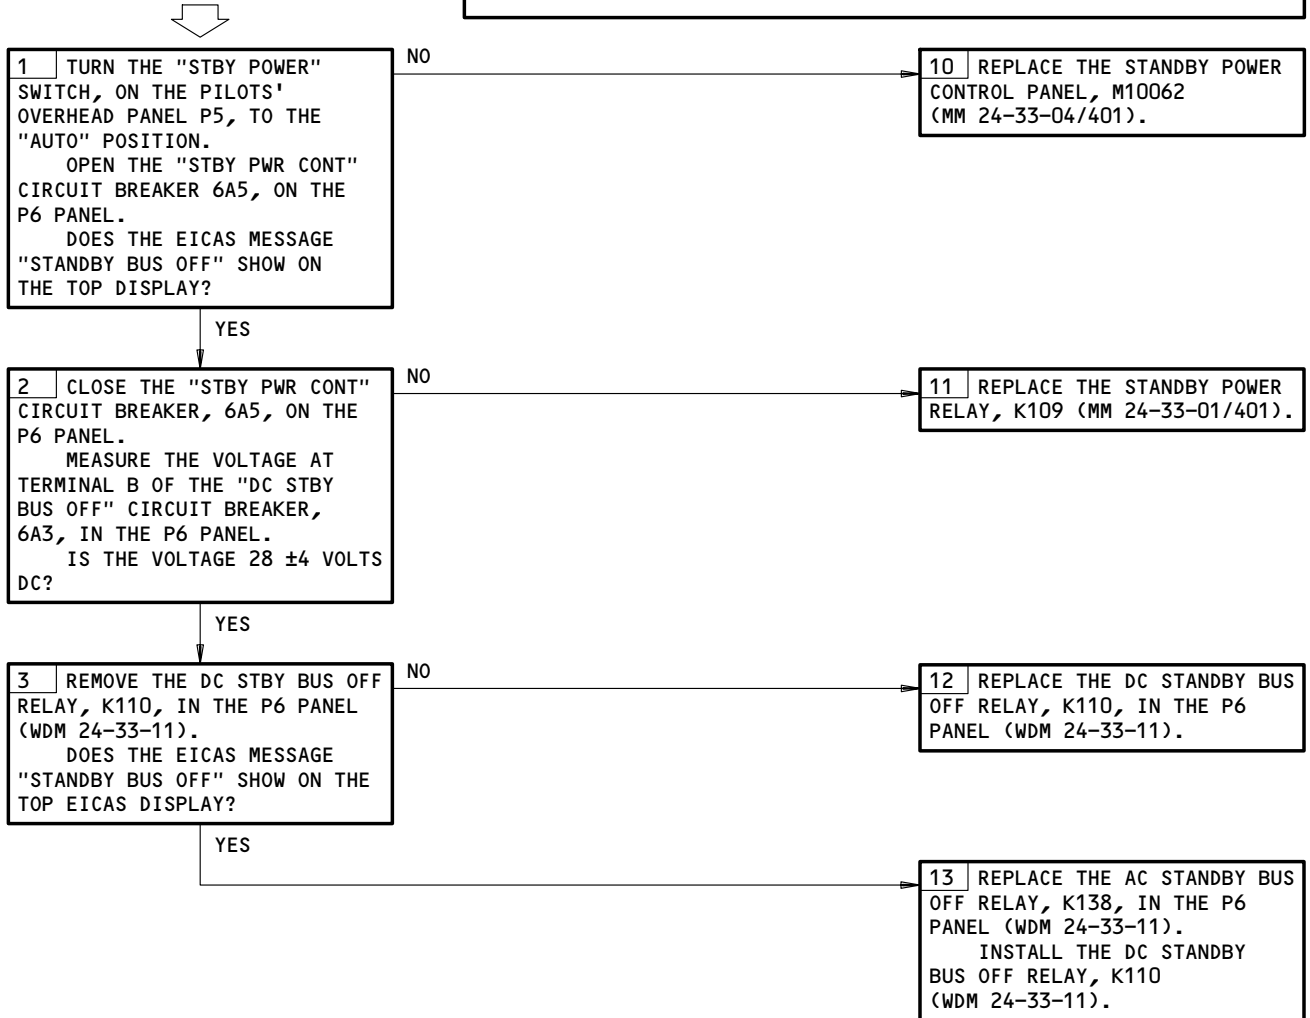 1 TURN THE "STBY POWER"
SWITCH, ON THE PILOTS'
OVERHEAD PANEL P5, TO THE
"AUTO" POSITION.
OPEN THE "STBY PWR CONT"
CIRCUIT BREAKER 6A5, ON THE
P6 PANEL.
DOES THE EICAS MESSAGE
"STANDBY BUS OFF" SHOW ON
THE TOP DISPLAY?
NO
10 REPLACE THE STANDBY POWER
CONTROL PANEL, M10062
(MM 24-33-04/401).
YES
2 CLOSE THE "STBY PWR CONT"
CIRCUIT BREAKER, 6A5, ON THE
P6 PANEL.
MEASURE THE VOLTAGE AT
TERMINAL B OF THE "DC STBY
BUS OFF" CIRCUIT BREAKER,
6A3, IN THE P6 PANEL.
IS THE VOLTAGE 28 ±4 VOLTS
DC?
NO
11 REPLACE THE STANDBY POWER
RELAY, K109 (MM 24-33-01/401).
YES
3 REMOVE THE DC STBY BUS OFF
RELAY, K110, IN THE P6 PANEL
(WDM 24-33-11).
DOES THE EICAS MESSAGE
"STANDBY BUS OFF" SHOW ON THE
TOP EICAS DISPLAY?
NO
12 REPLACE THE DC STANDBY BUS
OFF RELAY, K110, IN THE P6
PANEL (WDM 24-33-11).
YES
13 REPLACE THE AC STANDBY BUS
OFF RELAY, K138, IN THE P6
PANEL (WDM 24-33-11).
INSTALL THE DC STANDBY
BUS OFF RELAY, K110
(WDM 24-33-11).